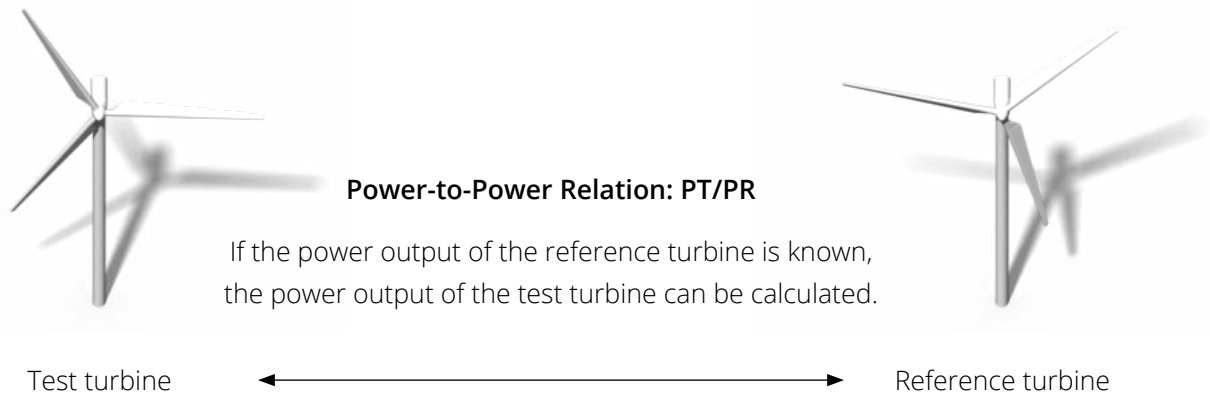 Power-to-Power Relation: PT/PR
If the power output of the reference turbine is known,
the power output of the test turbine can be calculated.
Test turbine
Reference turbine